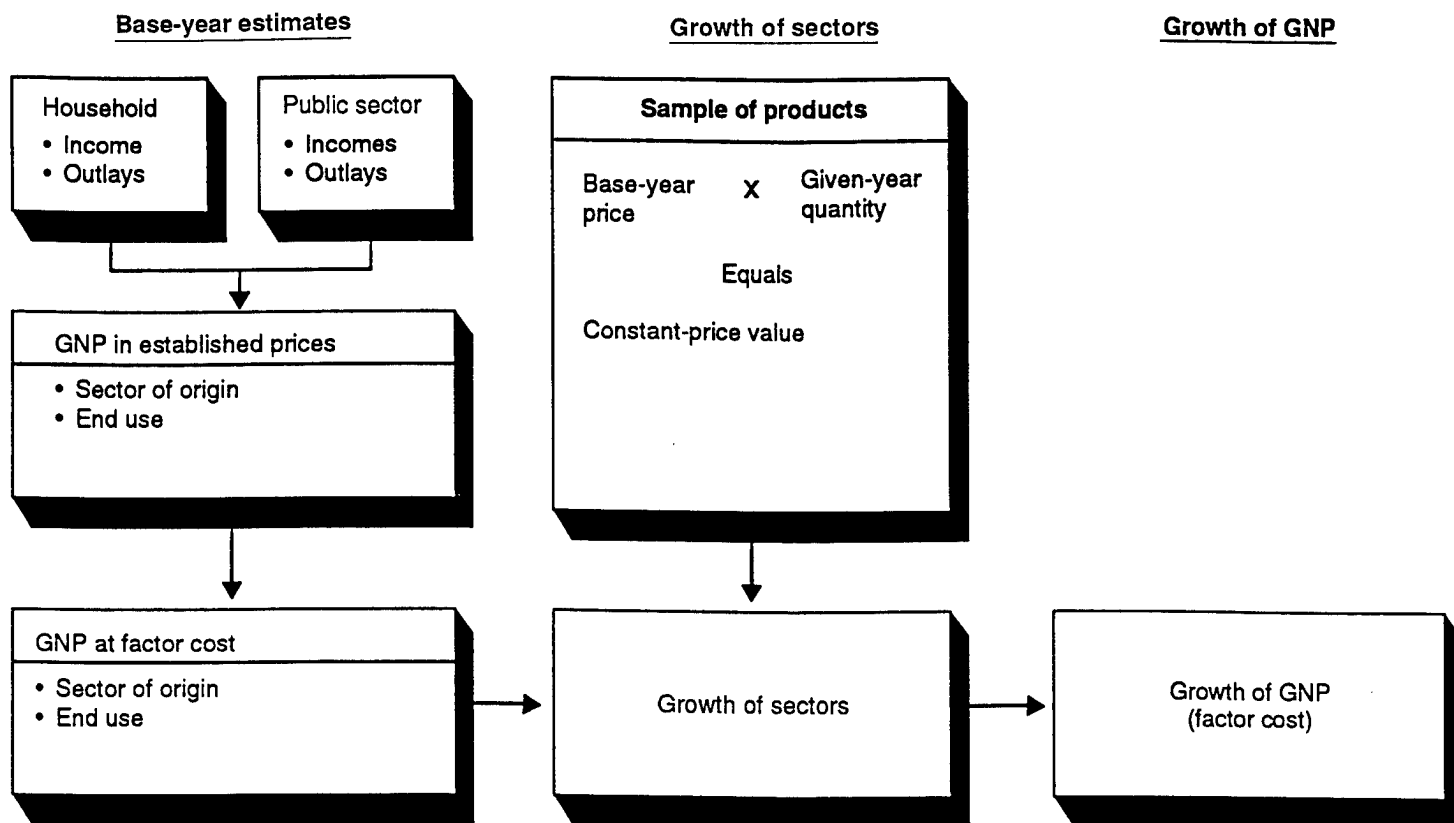 Base-year estimates
Growth of sectors
Growth of GNP
Household
• Income
• Outlays
Public sector
• Incomes
• Outlays
GNP in established prices
• Sector of origin
• End use
GNP at factor cost
• Sector of origin
• End use
Sample of products
Base-year X Given-year
price quantity
Equals
Constant-price value
Growth of sectors
Growth of GNP
(factor cost)